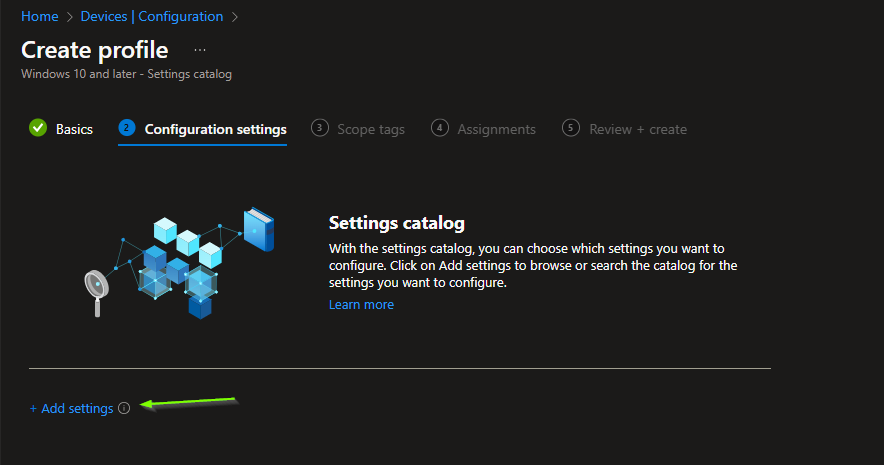 Home > Devices | Configuration >
Create profile ...
Windows 10 and later - Settings catalog
Basics 2 Configuration settings 3 Scope tags 4 Assignments 5 Review + create
Settings catalog
With the settings catalog, you can choose which settings you want to
configure. Click on Add settings to browse or search the catalog for the
settings you want to configure.
Learn more
+ Add settings